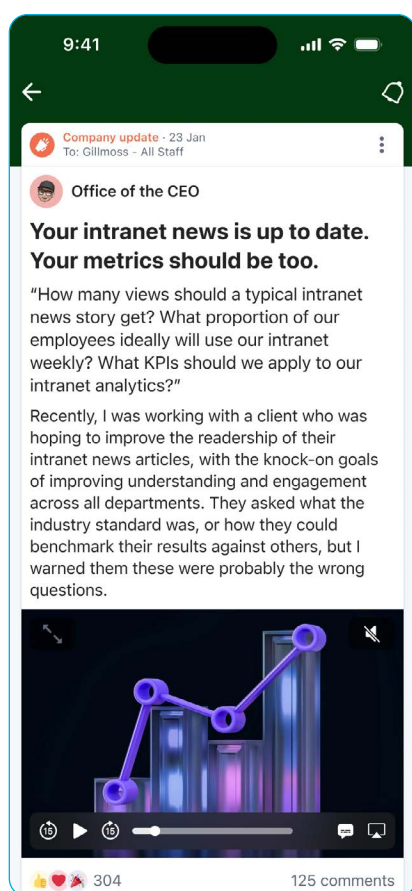 9:41
Company update · 23 Jan
To: Gillmoss - All Staff
Office of the CEO
Your intranet news is up to date.
Your metrics should be too.
“How many views should a typical intranet
news story get? What proportion of our
employees ideally will use our intranet
weekly? What KPIs should we apply to our
intranet analytics?”
Recently, I was working with a client who was
hoping to improve the readership of their
intranet news articles, with the knock-on goals
of improving understanding and engagement
across all departments. They asked what the
industry standard was, or how they could
benchmark their results against others, but I
warned them these were probably the wrong
questions.
15 15
304 125 comments